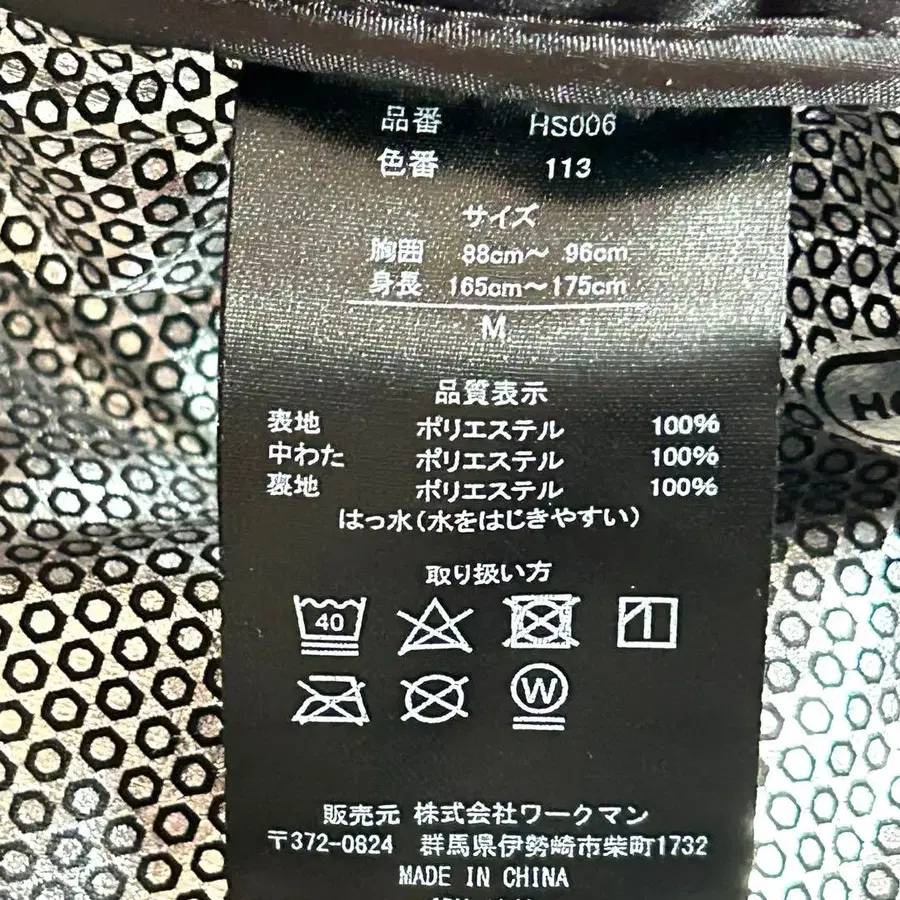 品番 HS006
色番 113
サイズ
胸囲 88cm～ 96cm
身長 165cm～175cm
M
品質表示
表地 ポリエステル 100%
中わた ポリエステル 100%
裏地 ポリエステル 100%
はっ水(水をはじきやすい)
取り扱い方
40
W
販売元 株式会社ワークマン
〒372-0824 群馬県伊勢崎市柴町1732
MADE IN CHINA